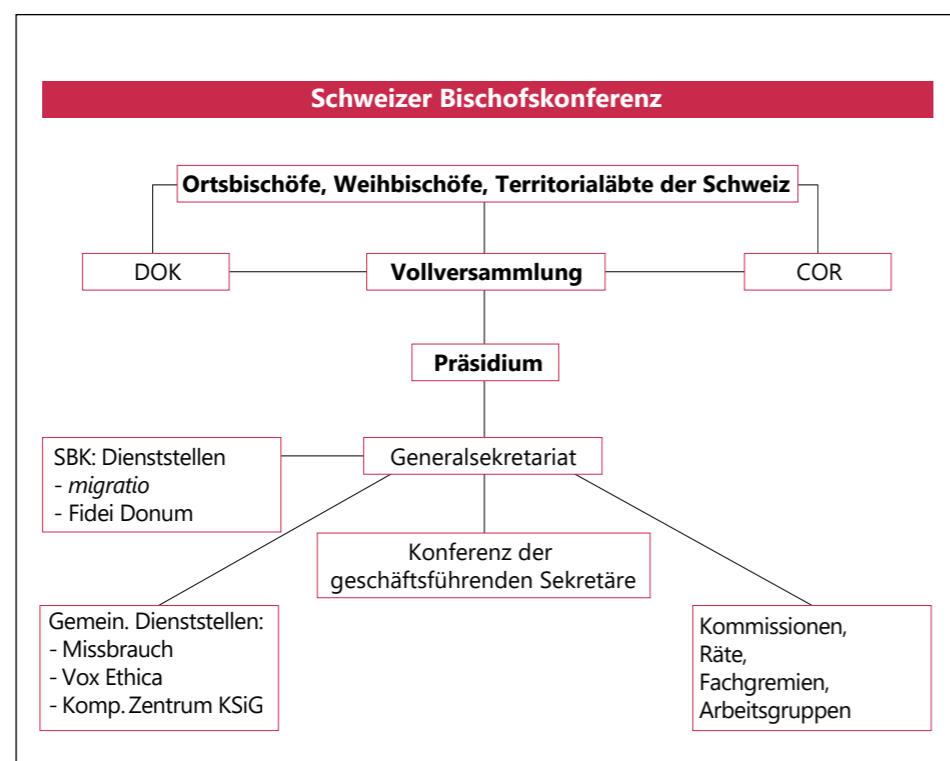 Schweizer Bischofskonferenz
Ortsbischöfe, Weihbischöfe, Territorialäbte der Schweiz
DOK
Vollversammlung
COR
Präsidium
SBK: Dienststellen
- migratio
- Fidei Donum
Generalsekretariat
Konferenz der
geschäftsführenden Sekretäre
Gemein. Dienststellen:
- Missbrauch
- Vox Ethica
- Komp. Zentrum KSiG
Kommissionen,
Räte,
Fachgremien,
Arbeitsgruppen